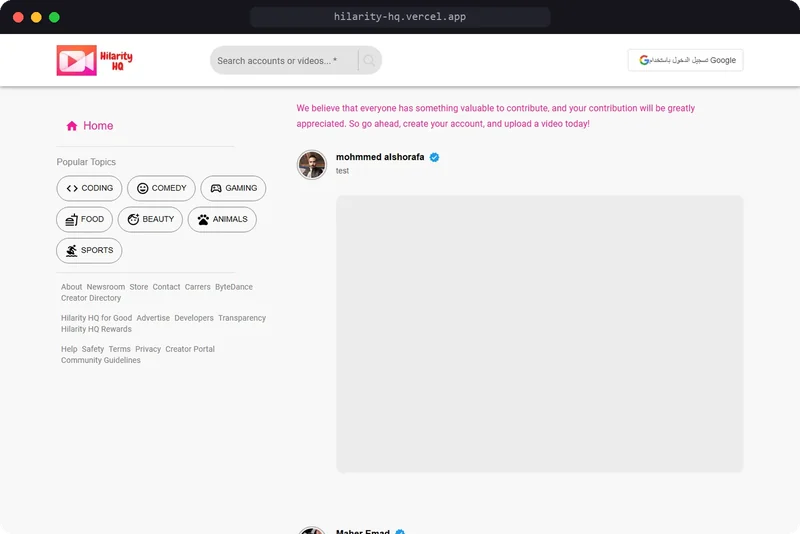 hilarity-hq.vercel.app
Hilarity
HQ
Search accounts or videos... *
تسجيل الدخول باستخدام Google
Home
We believe that everyone has something valuable to contribute, and your contribution will be greatly
appreciated. So go ahead, create your account, and upload a video today!
Popular Topics
CODING COMEDY GAMING
FOOD BEAUTY ANIMALS
SPORTS
About Newsroom Store Contact Carrers ByteDance
Creator Directory
Hilarity HQ for Good Advertise Developers Transparency
Hilarity HQ Rewards
Help Safety Terms Privacy Creator Portal
Community Guidelines
mohmmed alshorafa
test
Maher Emad